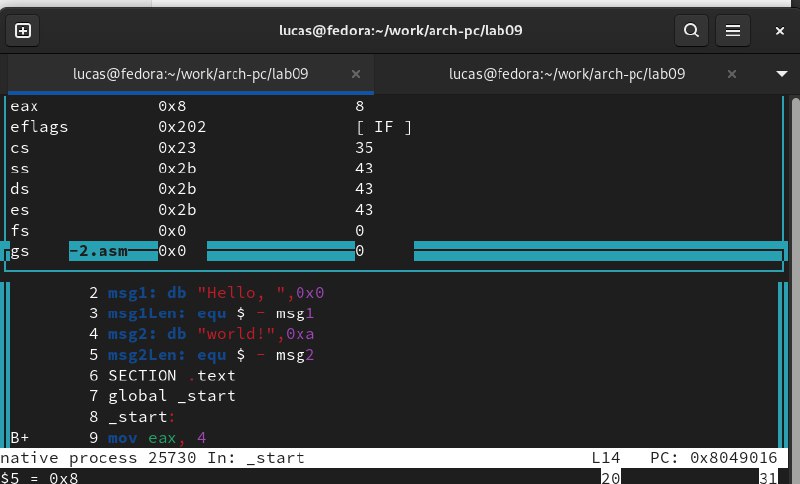 lucas@fedora:~/work/arch-pc/lab09
lucas@fedora:~/work/arch-pc/lab09 × lucas@fedora:~/work/arch-pc/lab09 ×
eax 0x8 8
eflags 0x202 [ IF ]
cs 0x23 35
ss 0x2b 43
ds 0x2b 43
es 0x2b 43
fs 0x0 0
gs -2.asm 0x0 0
2 msg1: db "Hello, ",0x0
3 msg1Len: equ $ - msg1
4 msg2: db "world!",0xa
5 msg2Len: equ $ - msg2
6 SECTION .text
7 global _start
8 _start:
B+ 9 mov eax, 4
native process 25730 In: _start L14 PC: 0x8049016
$5 = 0x8 20 31